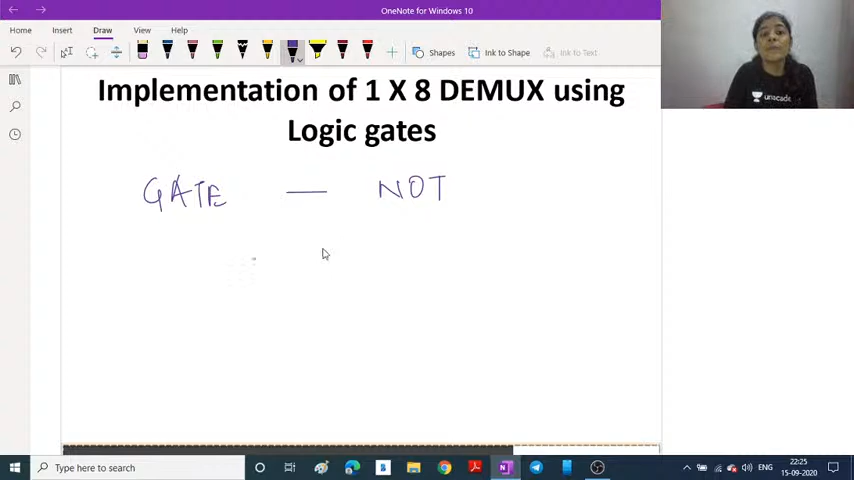 OneNote for Windows 10
Home Insert Draw View Help
Shapes Ink to Shape Ink to Text
Implementation of 1 X 8 DEMUX using
Logic gates
GATE — NOT
unacademy
Type here to search
ENG
22:25
15-09-2020